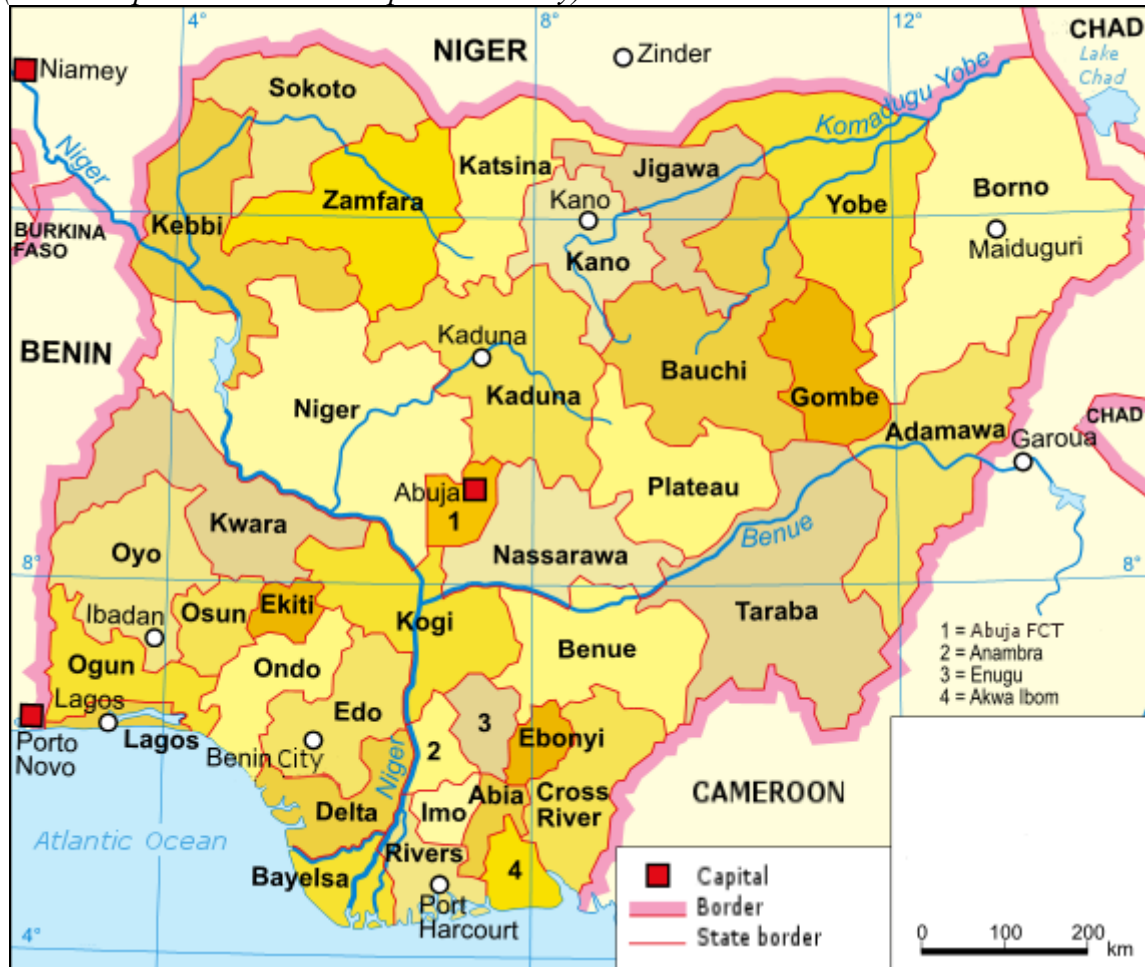 4°
8°
12°
NIGER
Zinder
CHAD
Lake
Chad
Niamey
Sokoto
Komadugu Yobe
Niger
Katsina
Jigawa
Zamfara
Kano
Yobe
Borno
Kebbi
BURKINA
FASO
Maiduguri
Kano
BENIN
Kaduna
Bauchi
Kaduna
Gombe
Niger
CHAD
Adamawa
Garoua
Abuja
Plateau
1
Kwara
Benue
Oyo
Nassarawa
8°
8°
Ibadan
Osun
Ekiti
Kogi
Taraba
Benue
1 = Abuja FCT
2 = Anambra
3 = Enugu
4 = Akwa Ibom
Ogun
Ondo
Lagos
Edo
3
Ebonyi
Porto
Novo
Lagos
Benin City
2
Niger
CAMEROON
Cross
River
Abia
Imo
Delta
Atlantic Ocean
Rivers
4
Bayelsa
Port
Harcourt
Capital
Border
State border
4°
0
100
200
km